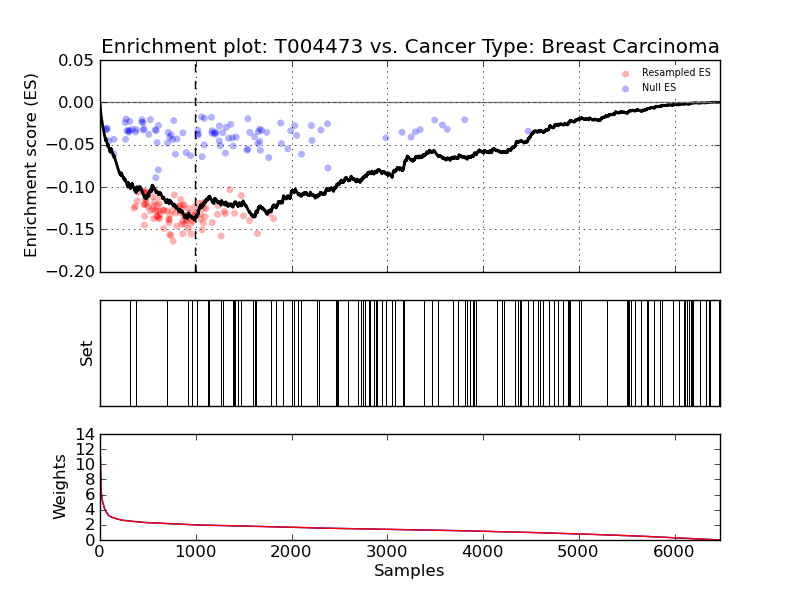 Enrichment plot: T004473 vs. Cancer Type: Breast Carcinoma
0.05
0.00
−0.05
−0.10
−0.15
−0.20
Enrichment score (ES)
Resampled ES
Null ES
Set
14
12
10
8
6
4
2
0
Weights
0 1000 2000 3000 4000 5000 6000
Samples